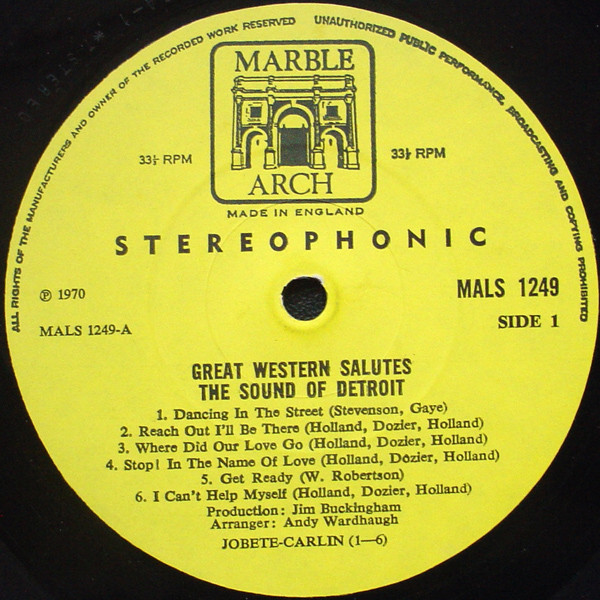 ALL RIGHTS OF THE MANUFACTURERS AND OWNER OF THE RECORDED WORK RESERVED
UNAUTHORIZED PUBLIC PERFORMANCE, BROADCASTING AND COPYING PROHIBITED
MARBLE
ARCH
33⅓ RPM
33⅓ RPM
MADE IN ENGLAND
STEREOPHONIC
℗ 1970
MALS 1249
MALS 1249-A
SIDE 1
GREAT WESTERN SALUTES
THE SOUND OF DETROIT
1. Dancing In The Street (Stevenson, Gaye)
2. Reach Out I'll Be There (Holland, Dozier, Holland)
3. Where Did Our Love Go (Holland, Dozier, Holland)
4. Stop! In The Name Of Love (Holland, Dozier, Holland)
5. Get Ready (W. Robertson)
6. I Can't Help Myself (Holland, Dozier, Holland)
Production: Jim Buckingham
Arranger: Andy Wardhaugh
JOBETE-CARLIN (1—6)